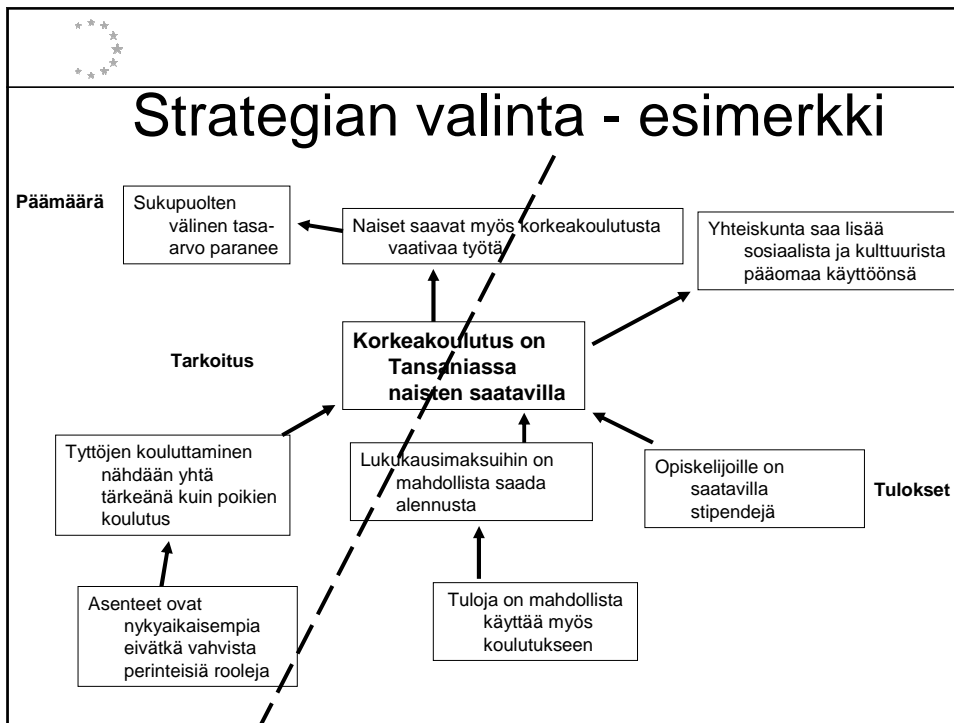 Strategian valinta - esimerkki
Päämäärä
Sukupuolten
välinen tasa-
arvo paranee
Naiset saavat myös korkeakoulutusta
vaativaa työtä
Yhteiskunta saa lisää
sosiaalista ja kulttuurista
pääomaa käyttöönsä
Tarkoitus
Korkeakoulutus on
Tansaniassa
naisten saatavilla
Tyttöjen kouluttaminen
nähdään yhtä
tärkeänä kuin poikien
koulutus
Lukukausimaksuihin on
mahdollista saada
alennusta
Opiskelijoille on
saatavilla
stipendejä
Tulokset
Asenteet ovat
nykyaikaisempia
eivätkä vahvista
perinteisiä rooleja
Tuloja on mahdollista
käyttää myös
koulutukseen